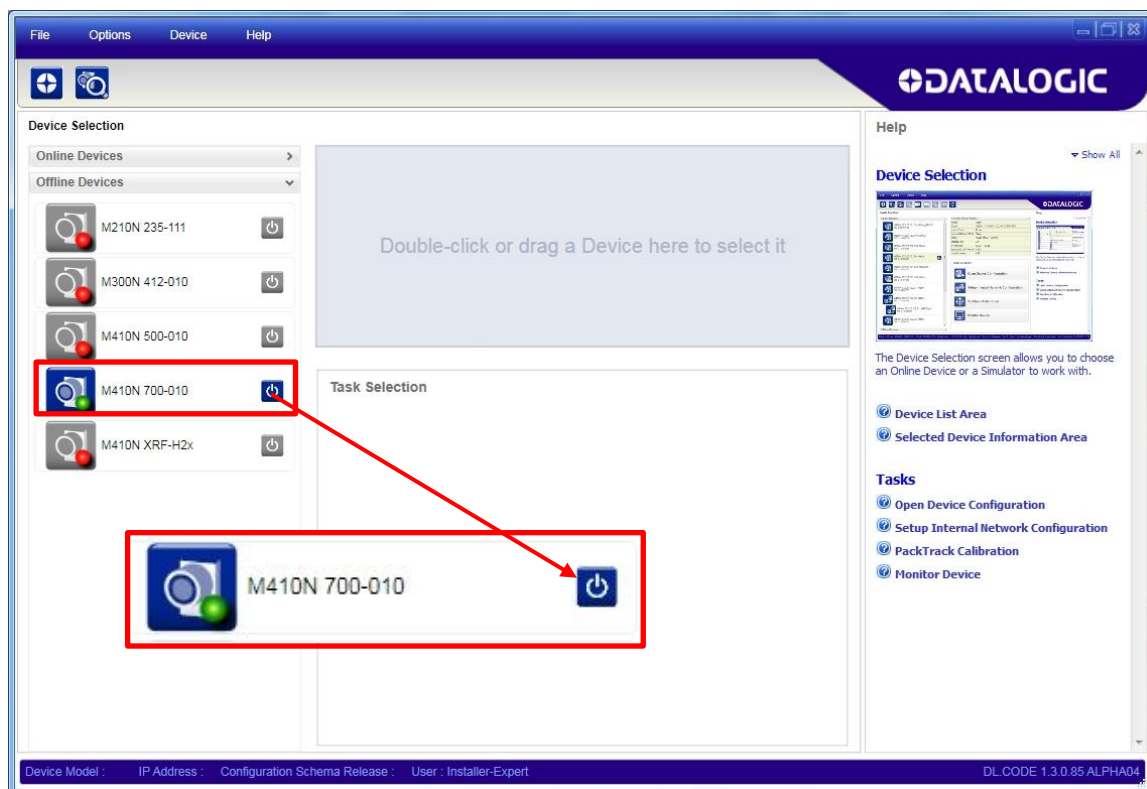 File Options Device Help
DATALOGIC
Device Selection
Online Devices
Offline Devices
M210N 235-111
M300N 412-010
M410N 500-010
M410N 700-010
M410N XRF-H2x
Double-click or drag a Device here to select it
Task Selection
M410N 700-010
Help
Show All
Device Selection
The Device Selection screen allows you to choose
an Online Device or a Simulator to work with.
Device List Area
Selected Device Information Area
Tasks
Open Device Configuration
Setup Internal Network Configuration
PackTrack Calibration
Monitor Device
Device Model : IP Address : Configuration Schema Release : User : Installer-Expert
DL.CODE 1.3.0.85 ALPHA04